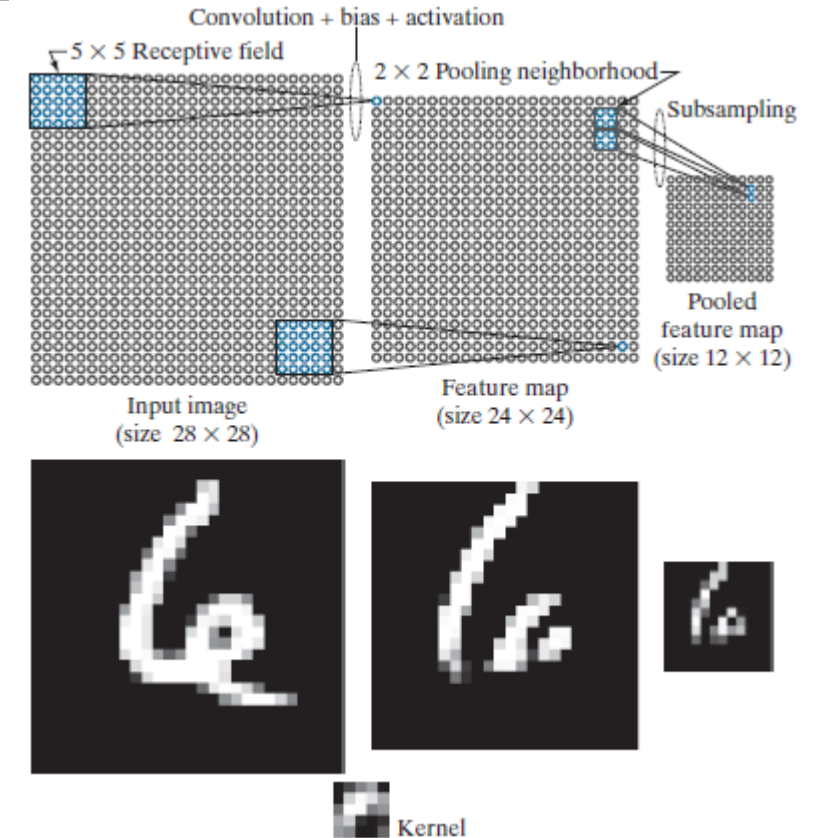 Convolution + bias + activation
5 × 5 Receptive field
2 × 2 Pooling neighborhood
Subsampling
Pooled
feature map
(size 12 × 12)
Input image
(size 28 × 28)
Feature map
(size 24 × 24)
Kernel